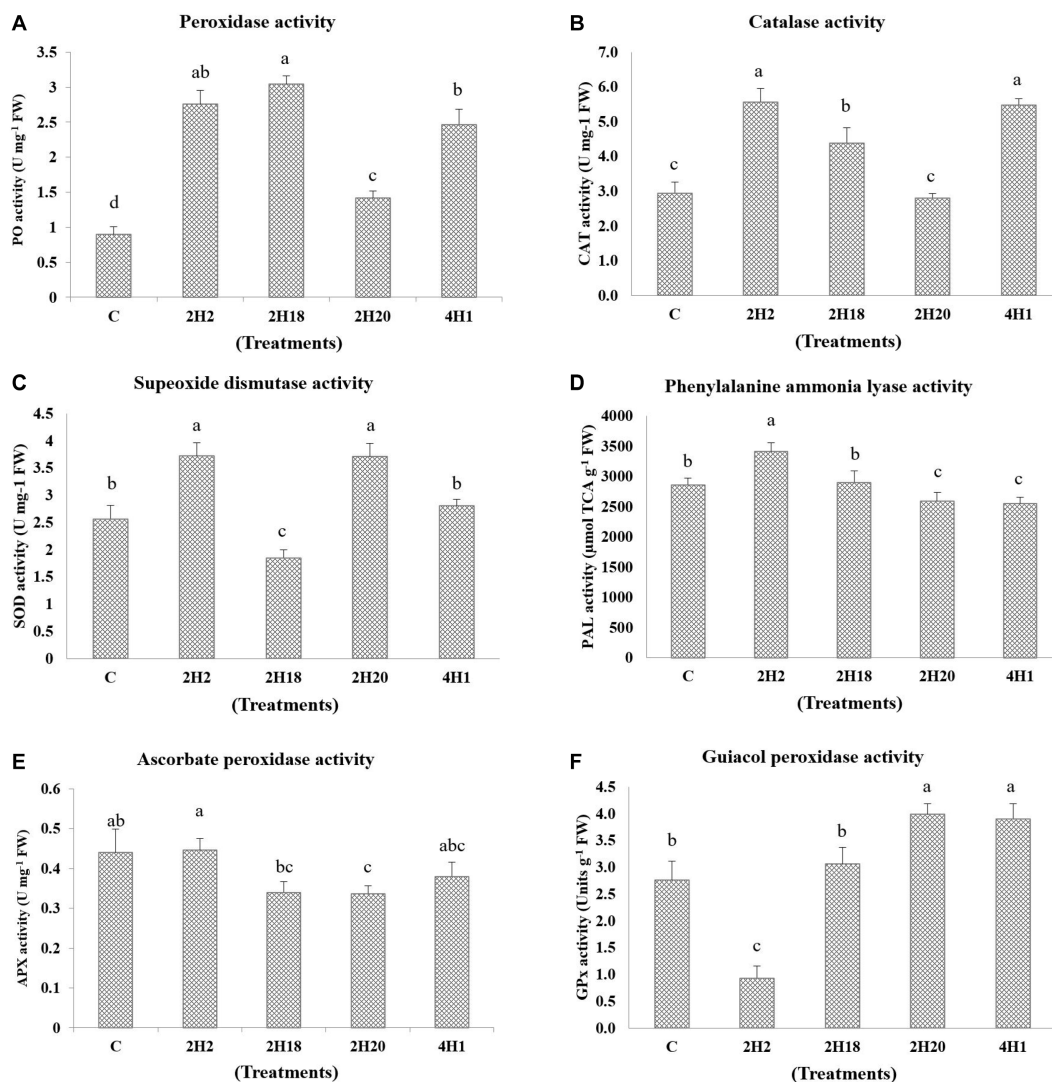 A
Peroxidase activity
PO activity (U mg-1 FW)
3.5
3
2.5
2
1.5
1
0.5
0
d
ab
a
c
b
C 2H2 2H18 2H20 4H1
(Treatments)
B
Catalase activity
CAT activity (U mg-1 FW)
7.0
6.0
5.0
4.0
3.0
2.0
1.0
0.0
c
a
b
c
a
C 2H2 2H18 2H20 4H1
(Treatments)
C
Supeoxide dismutase activity
SOD activity (U mg-1 FW)
4.5
4
3.5
3
2.5
2
1.5
1
0.5
0
b
a
c
a
b
C 2H2 2H18 2H20 4H1
(Treatments)
D
Phenylalanine ammonia lyase activity
PAL activity (µmol TCA g-1 FW)
4000
3500
3000
2500
2000
1500
1000
500
0
b
a
b
c
c
C 2H2 2H18 2H20 4H1
(Treatments)
E
Ascorbate peroxidase activity
APX activity (U mg-1 FW)
0.6
0.5
0.4
0.3
0.2
0.1
0
ab
a
bc
c
abc
C 2H2 2H18 2H20 4H1
(Treatments)
F
Guiacol peroxidase activity
GPx activity (Units g-1 FW)
4.5
4.0
3.5
3.0
2.5
2.0
1.5
1.0
0.5
0.0
b
c
b
a
a
C 2H2 2H18 2H20 4H1
(Treatments)